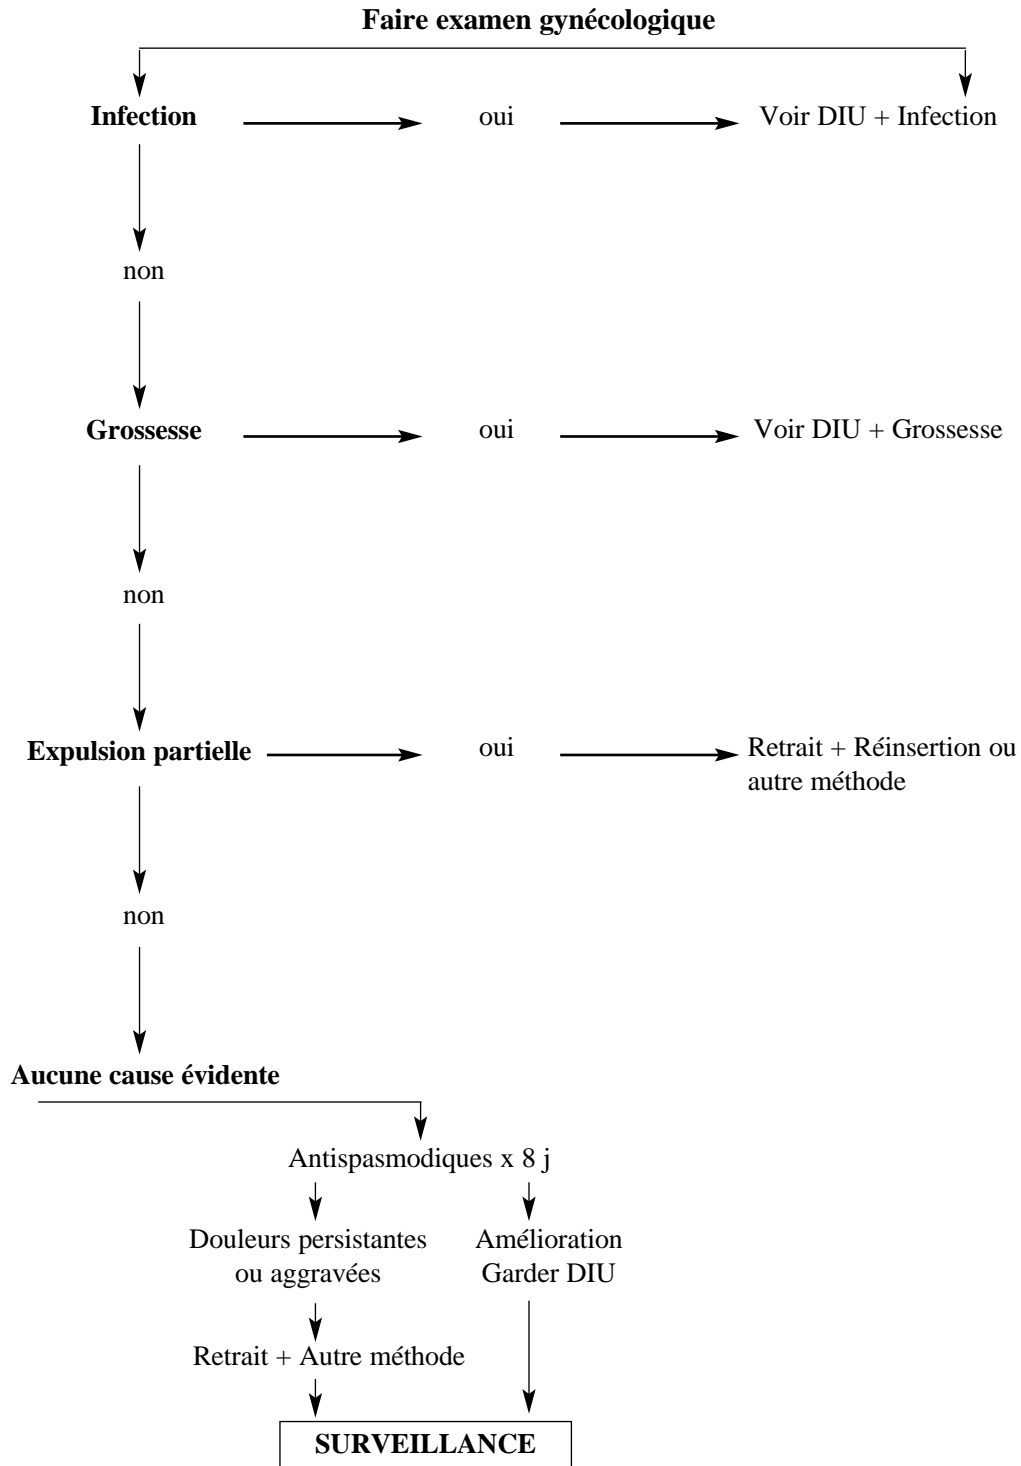 Faire examen gynécologique
Infection oui Voir DIU + Infection
non
Grossesse oui Voir DIU + Grossesse
non
Expulsion partielle oui Retrait + Réinsertion ou
autre méthode
non
Aucune cause évidente
Antispasmodiques x 8 j
Douleurs persistantes Amélioration
ou aggravées Garder DIU
Retrait + Autre méthode
SURVEILLANCE